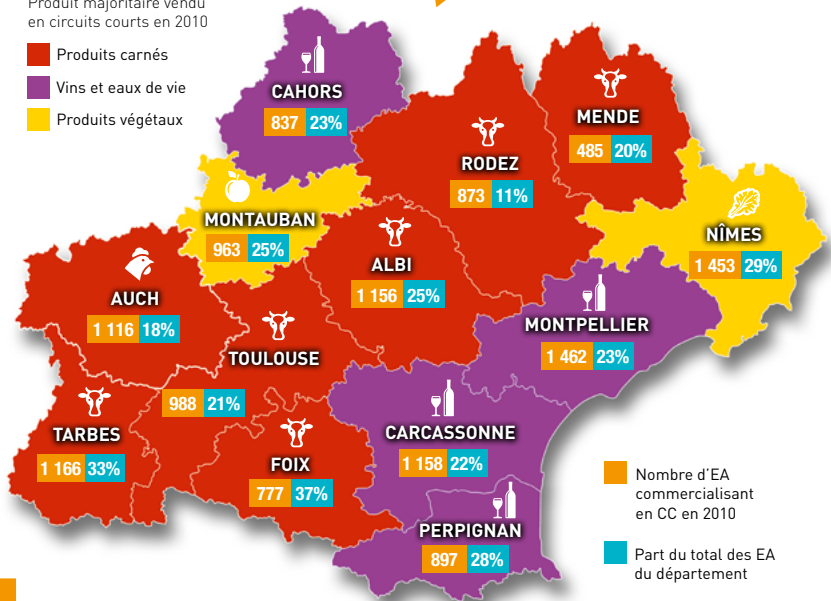 Produit majoritaire vendu
en circuits courts en 2010
Produits carnés
Vins et eaux de vie
Produits végétaux
CAHORS
837 23%
MENDE
485 20%
RODEZ
873 11%
MONTAUBAN
963 25%
NÎMES
1 453 29%
ALBI
1 156 25%
AUCH
1 116 18%
MONTPELLIER
1 462 23%
TOULOUSE
988 21%
TARBES
1 166 33%
CARCASSONNE
1 158 22%
FOIX
777 37%
PERPIGNAN
897 28%
Nombre d'EA
commercialisant
en CC en 2010
Part du total des EA
du département